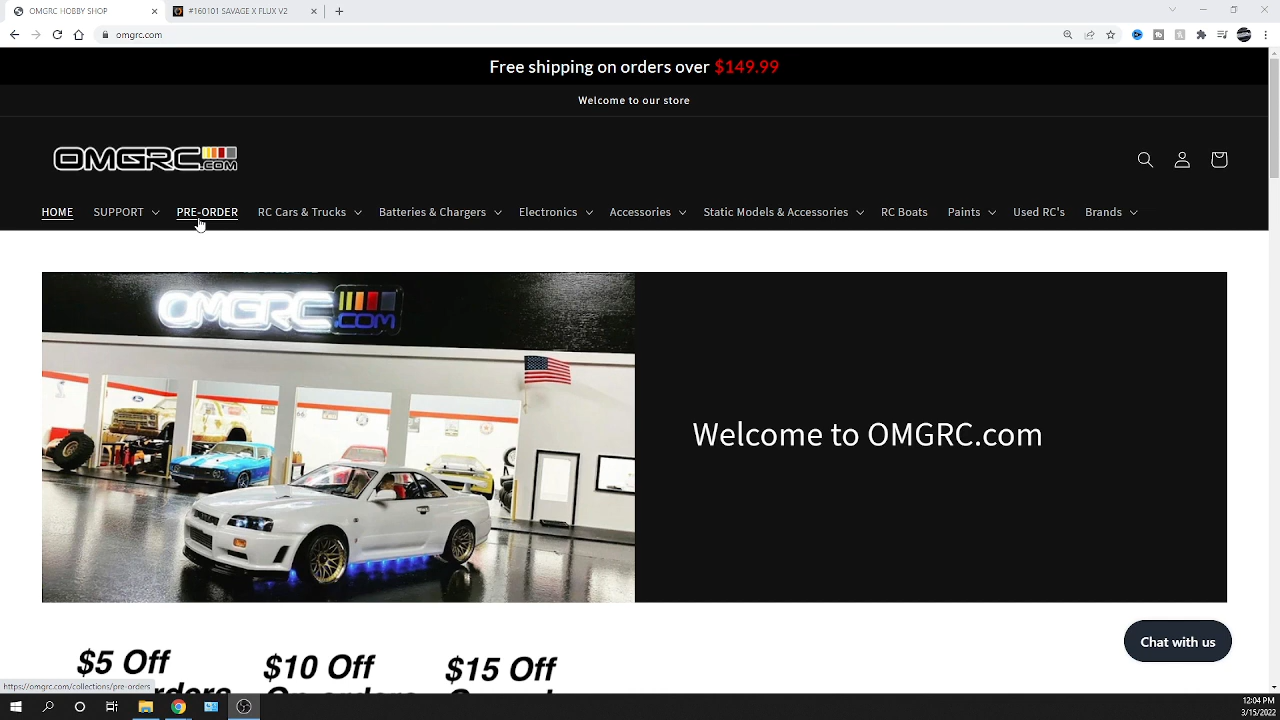 OMGRC HOBBY SHOP
#160101 SAVAGE X FLUX V2
omgrc.com
Free shipping on orders over $149.99
Welcome to our store
OMGRC.COM
HOME
SUPPORT
PRE-ORDER
RC Cars & Trucks
Batteries & Chargers
Electronics
Accessories
Static Models & Accessories
RC Boats
Paints
Used RC's
Brands
OMGRC.COM
Welcome to OMGRC.com
$5 Off
$10 Off
$15 Off
Chat with us
https://omgrc.com/collections/pre-orders
12:04 PM
3/15/2022